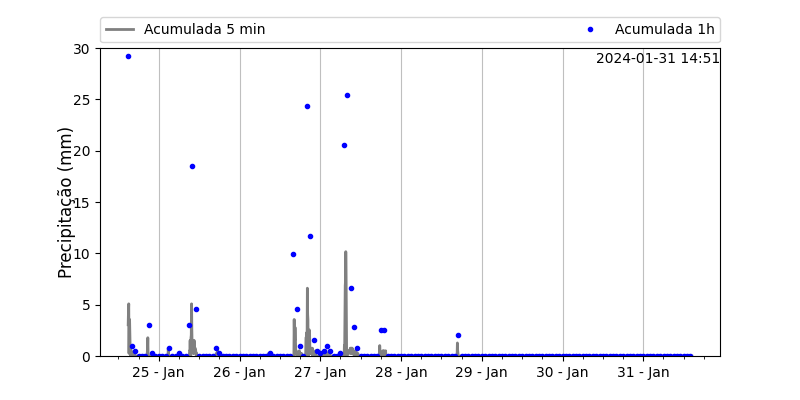 Acumulada 5 min
Acumulada 1h
2024-01-31 14:51
Precipitação (mm)
30
25
20
15
10
5
0
25 - Jan
26 - Jan
27 - Jan
28 - Jan
29 - Jan
30 - Jan
31 - Jan